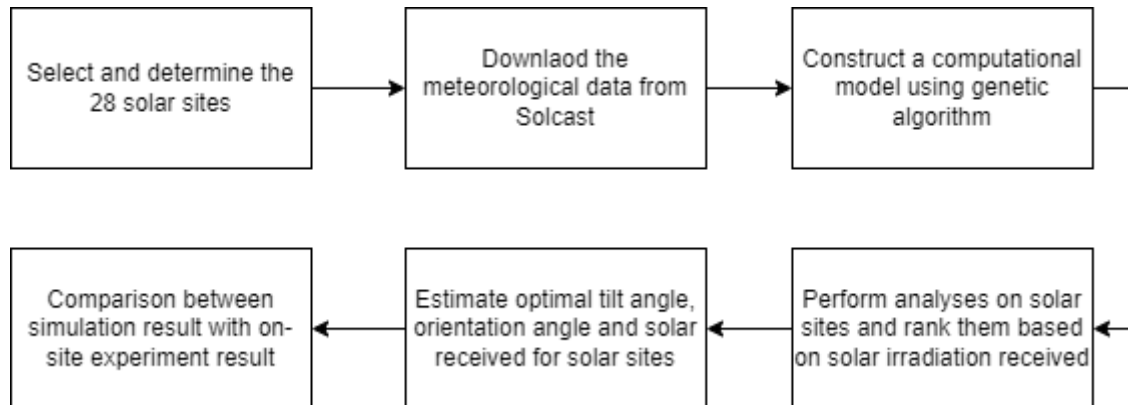 Select and determine the
28 solar sites
Downlaod the
meteorological data from
Solcast
Construct a computational
model using genetic
algorithm
Perform analyses on solar
sites and rank them based
on solar irradiation received
Estimate optimal tilt angle,
orientation angle and solar
received for solar sites
Comparison between
simulation result with on-
site experiment result